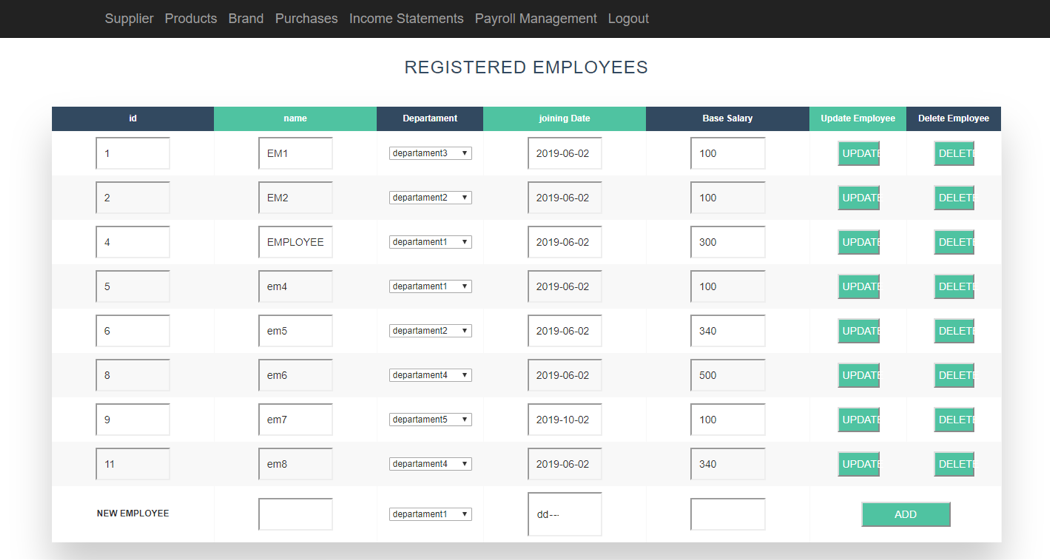 Supplier Products Brand Purchases Income Statements Payroll Management Logout
REGISTERED EMPLOYEES
id name Departament joining Date Base Salary Update Employee Delete Employee
1 EM1 departament3 2019-06-02 100 UPDATE DELETE
2 EM2 departament2 2019-06-02 100 UPDATE DELETE
4 EMPLOYEE departament1 2019-06-02 300 UPDATE DELETE
5 em4 departament1 2019-06-02 100 UPDATE DELETE
6 em5 departament2 2019-06-02 340 UPDATE DELETE
8 em6 departament4 2019-06-02 500 UPDATE DELETE
9 em7 departament5 2019-10-02 100 UPDATE DELETE
11 em8 departament4 2019-06-02 340 UPDATE DELETE
NEW EMPLOYEE departament1 dd--- ADD